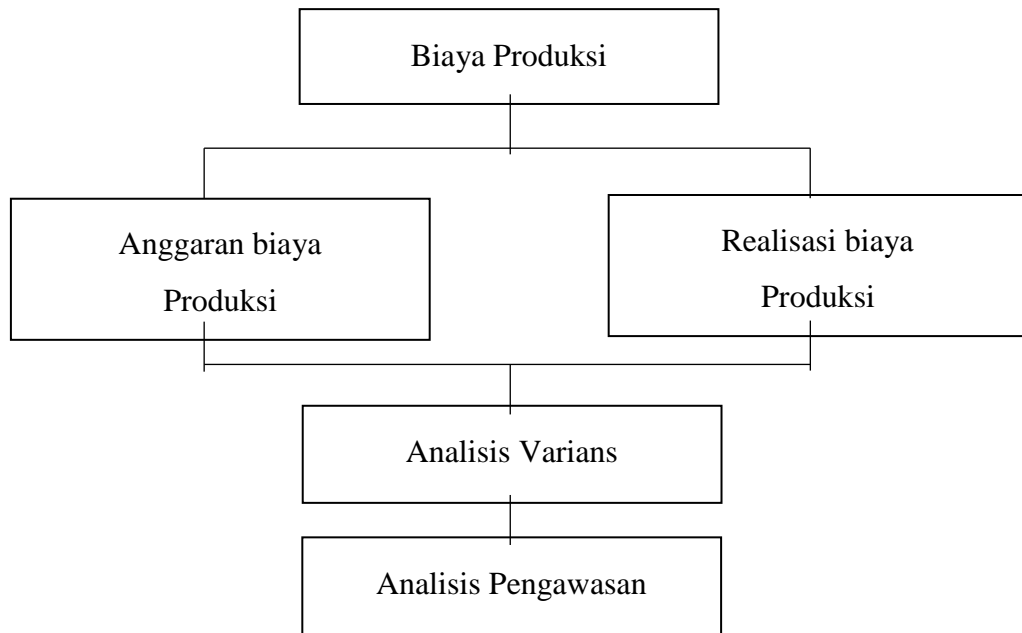 Biaya Produksi
Anggaran biaya
Produksi
Realisasi biaya
Produksi
Analisis Varians
Analisis Pengawasan